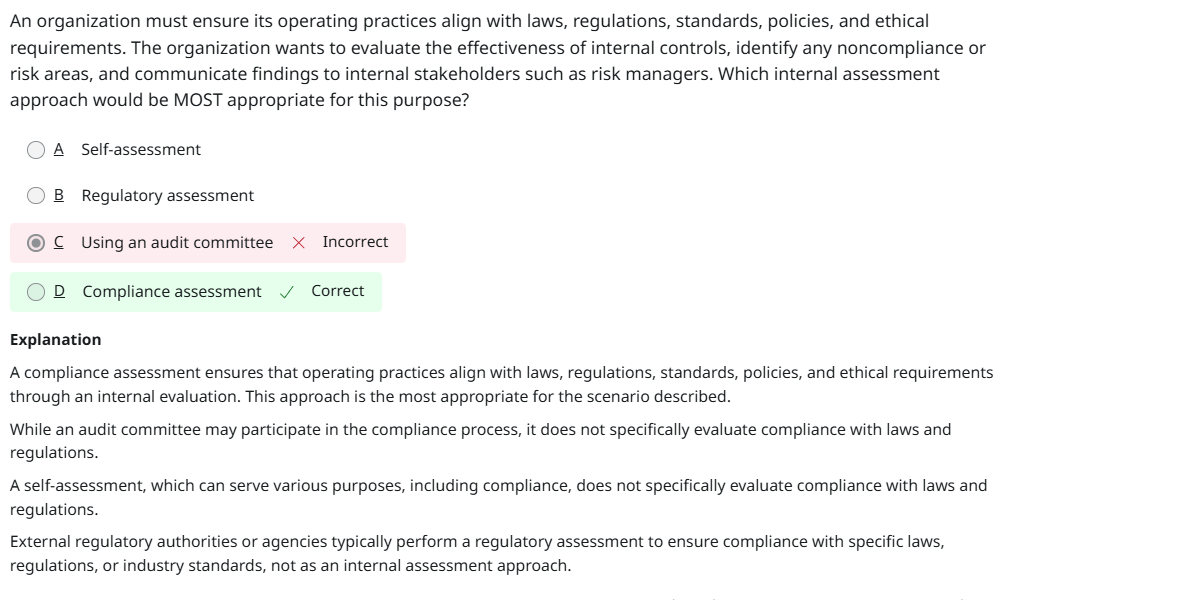 An organization must ensure its operating practices align with laws, regulations, standards, policies, and ethical
requirements. The organization wants to evaluate the effectiveness of internal controls, identify any noncompliance or
risk areas, and communicate findings to internal stakeholders such as risk managers. Which internal assessment
approach would be MOST appropriate for this purpose?
A Self-assessment
B Regulatory assessment
C Using an audit committee Incorrect
D Compliance assessment Correct
Explanation
A compliance assessment ensures that operating practices align with laws, regulations, standards, policies, and ethical requirements
through an internal evaluation. This approach is the most appropriate for the scenario described.
While an audit committee may participate in the compliance process, it does not specifically evaluate compliance with laws and
regulations.
A self-assessment, which can serve various purposes, including compliance, does not specifically evaluate compliance with laws and
regulations.
External regulatory authorities or agencies typically perform a regulatory assessment to ensure compliance with specific laws,
regulations, or industry standards, not as an internal assessment approach.